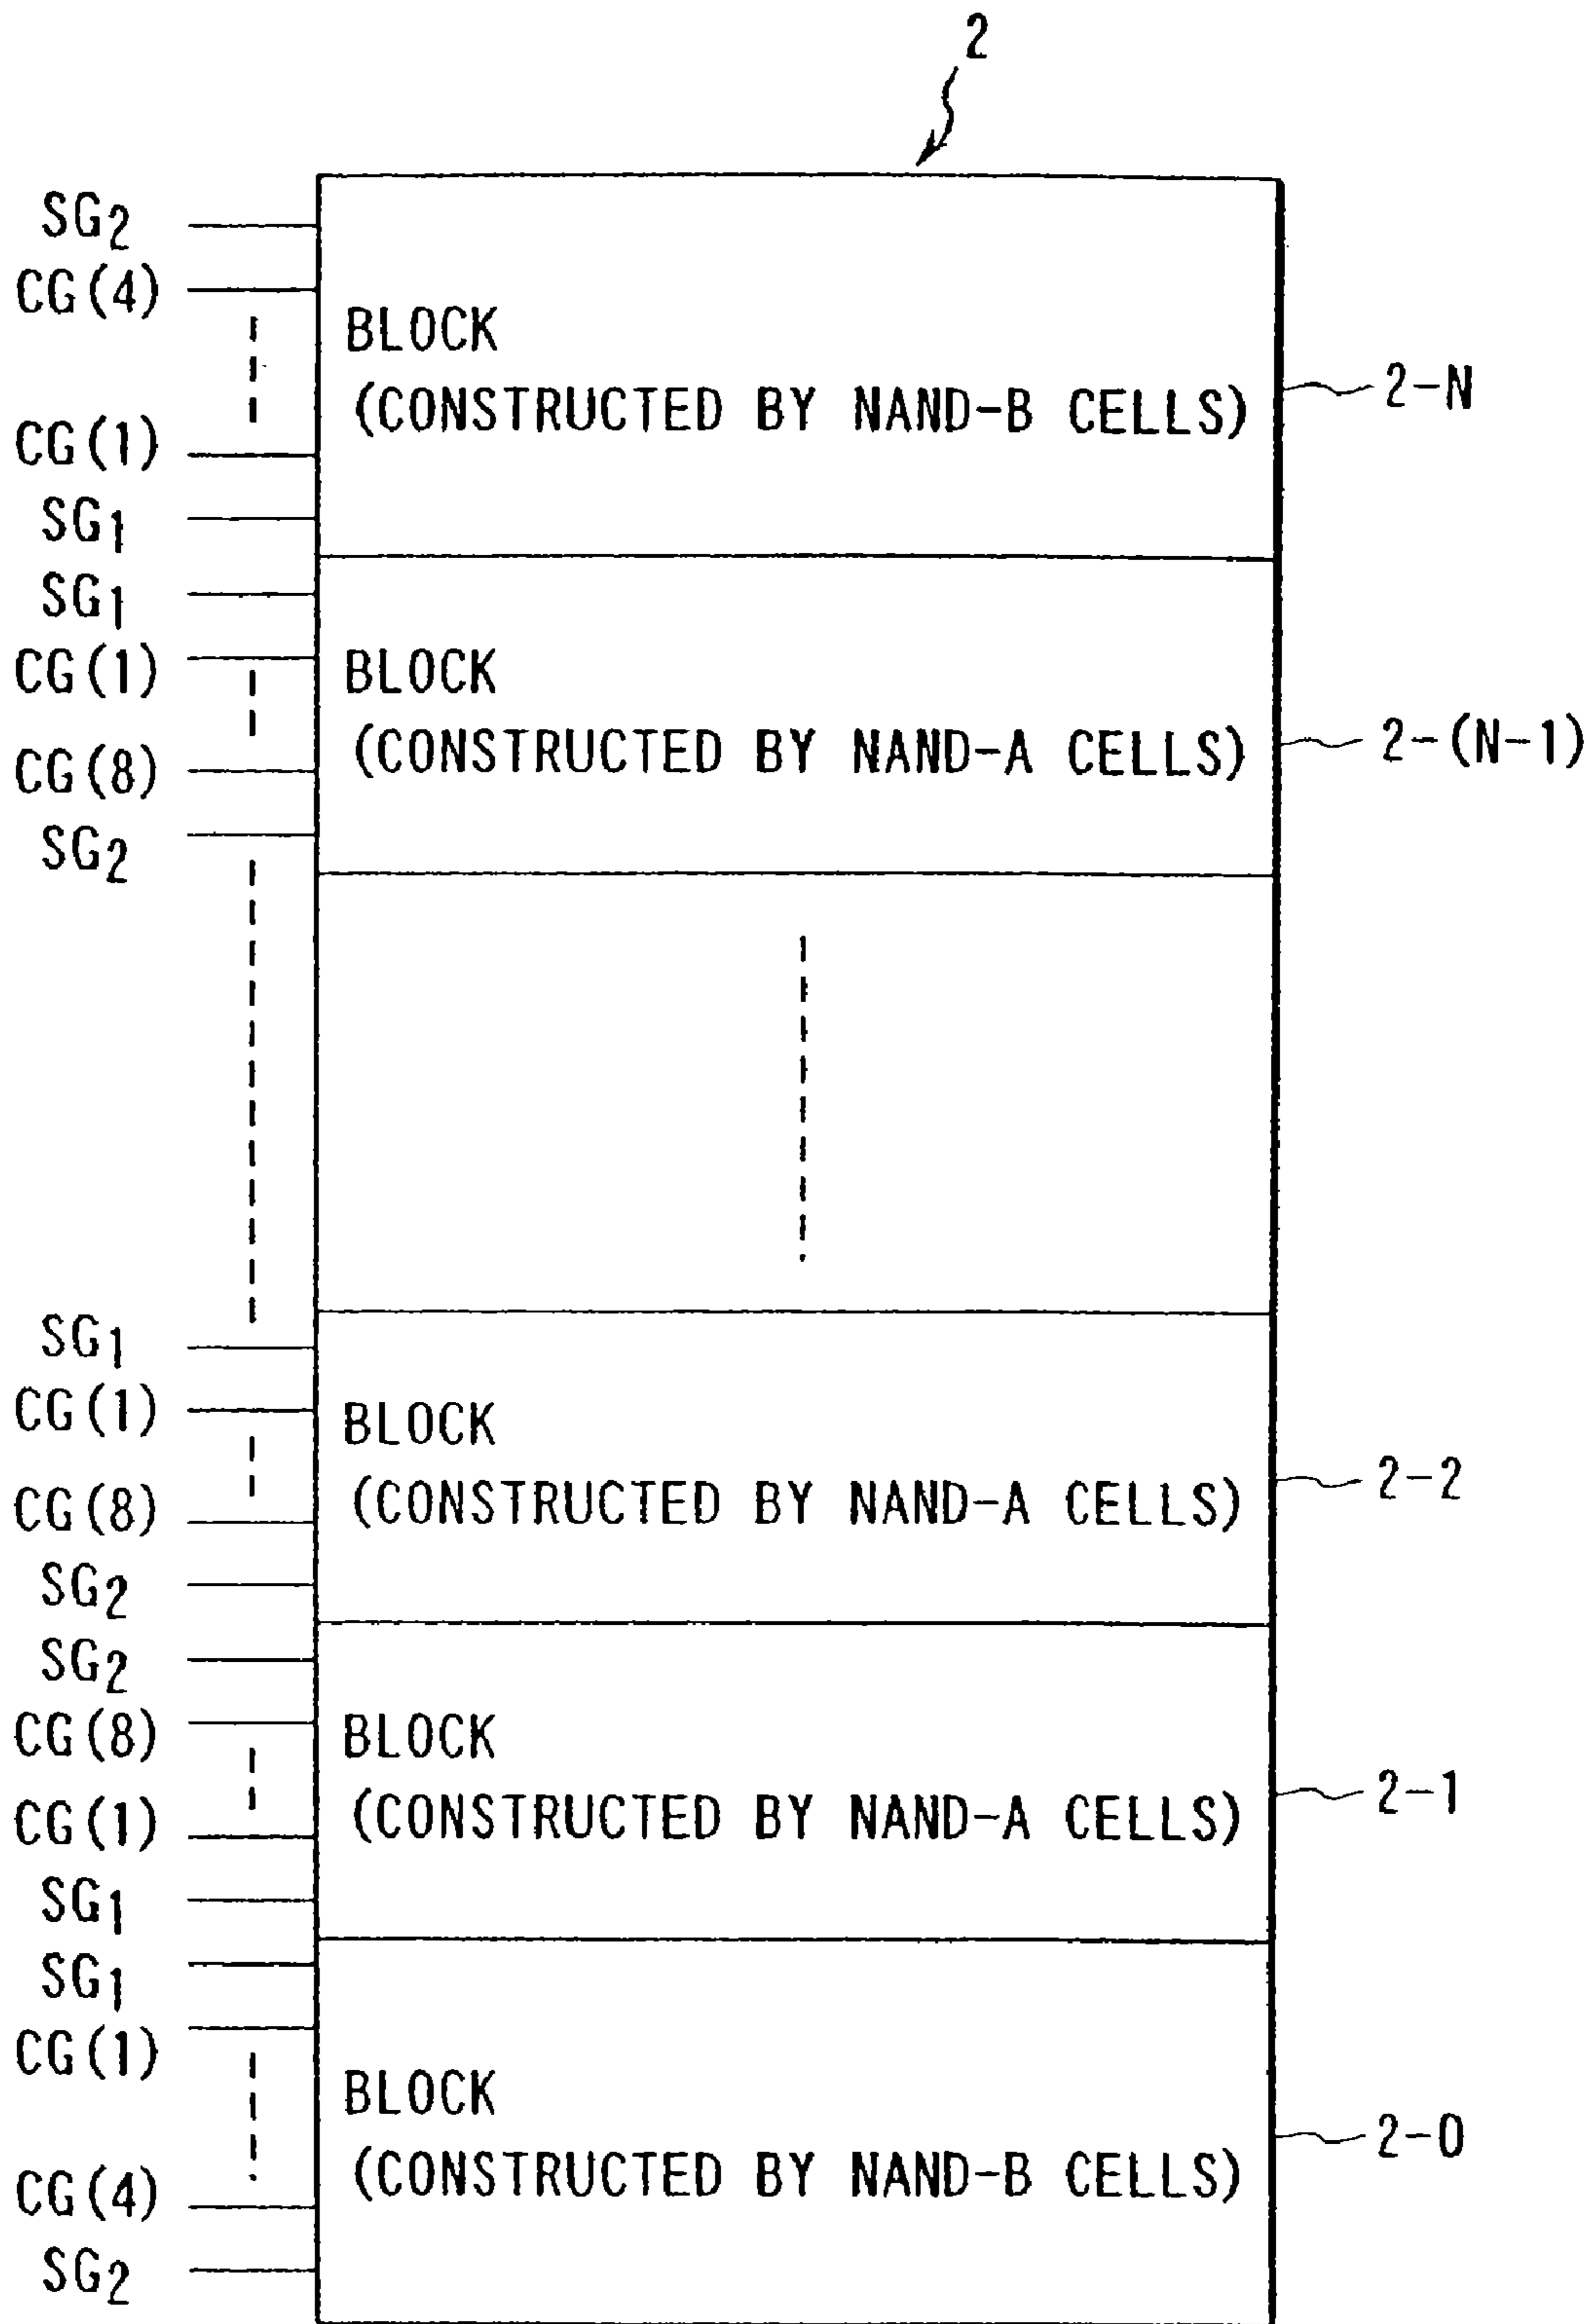 2
SG2
CG(4)
BLOCK
(CONSTRUCTED BY NAND-B CELLS)
2-N
CG(1)
SG1
SG1
CG(1)
BLOCK
(CONSTRUCTED BY NAND-A CELLS)
2-(N-1)
CG(8)
SG2
SG1
CG(1)
BLOCK
(CONSTRUCTED BY NAND-A CELLS)
2-2
CG(8)
SG2
SG2
CG(8)
BLOCK
(CONSTRUCTED BY NAND-A CELLS)
2-1
CG(1)
SG1
SG1
CG(1)
BLOCK
(CONSTRUCTED BY NAND-B CELLS)
2-0
CG(4)
SG2